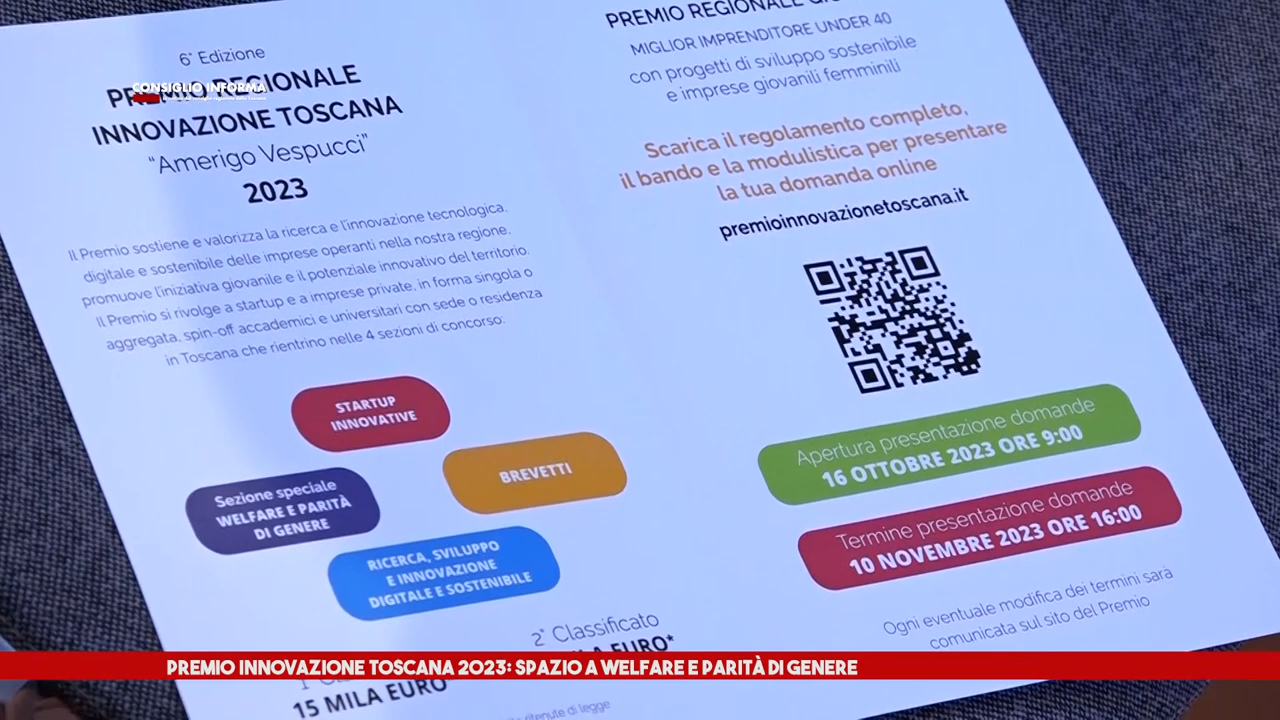 6ª Edizione
PREMIO REGIONALE
INNOVAZIONE TOSCANA
“Amerigo Vespucci”
2023
Il Premio sostiene e valorizza la ricerca e l'innovazione tecnologica,
digitale e sostenibile delle imprese operanti nella nostra regione,
promuove l'iniziativa giovanile e il potenziale innovativo del territorio.
Il Premio si rivolge a startup e a imprese private, in forma singola o
aggregata, spin-off accademici e universitari con sede o residenza
in Toscana che rientrino nelle 4 sezioni di concorso:
STARTUP
INNOVATIVE
BREVETTI
Sezione speciale
WELFARE E PARITÀ
DI GENERE
RICERCA, SVILUPPO
E INNOVAZIONE
DIGITALE E SOSTENIBILE
2° Classificato
EURO*
15 MILA EURO
ritenute di legge
PREMIO REGIONALE
MIGLIOR IMPRENDITORE UNDER 40
con progetti di sviluppo sostenibile
e imprese giovanili femminili
Scarica il regolamento completo,
il bando e la modulistica per presentare
la tua domanda online
premioinnovazionetoscana.it
Apertura presentazione domande
16 OTTOBRE 2023 ORE 9:00
Termine presentazione domande
10 NOVEMBRE 2023 ORE 16:00
Ogni eventuale modifica dei termini sarà
comunicata sul sito del Premio
CONSIGLIO INFORMA
PREMIO INNOVAZIONE TOSCANA 2023: SPAZIO A WELFARE E PARITÀ DI GENERE